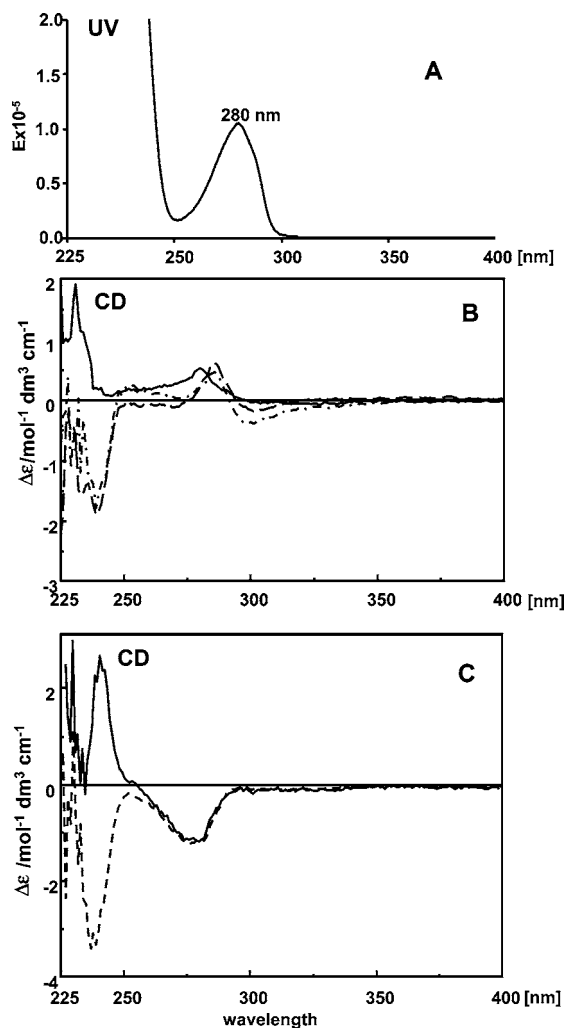 UV
A
2.0
1.5
1.0
0.5
0.0
Ex10⁻⁵
280 nm
225 250 300 350 400 [nm]
CD
B
2
1
0
-1
-2
-3
Δε/mol⁻¹ dm³ cm⁻¹
225 250 300 350 400 [nm]
CD
C
2
0
-2
-4
Δε /mol⁻¹ dm³ cm⁻¹
225 250 300 350 400 [nm]
wavelength